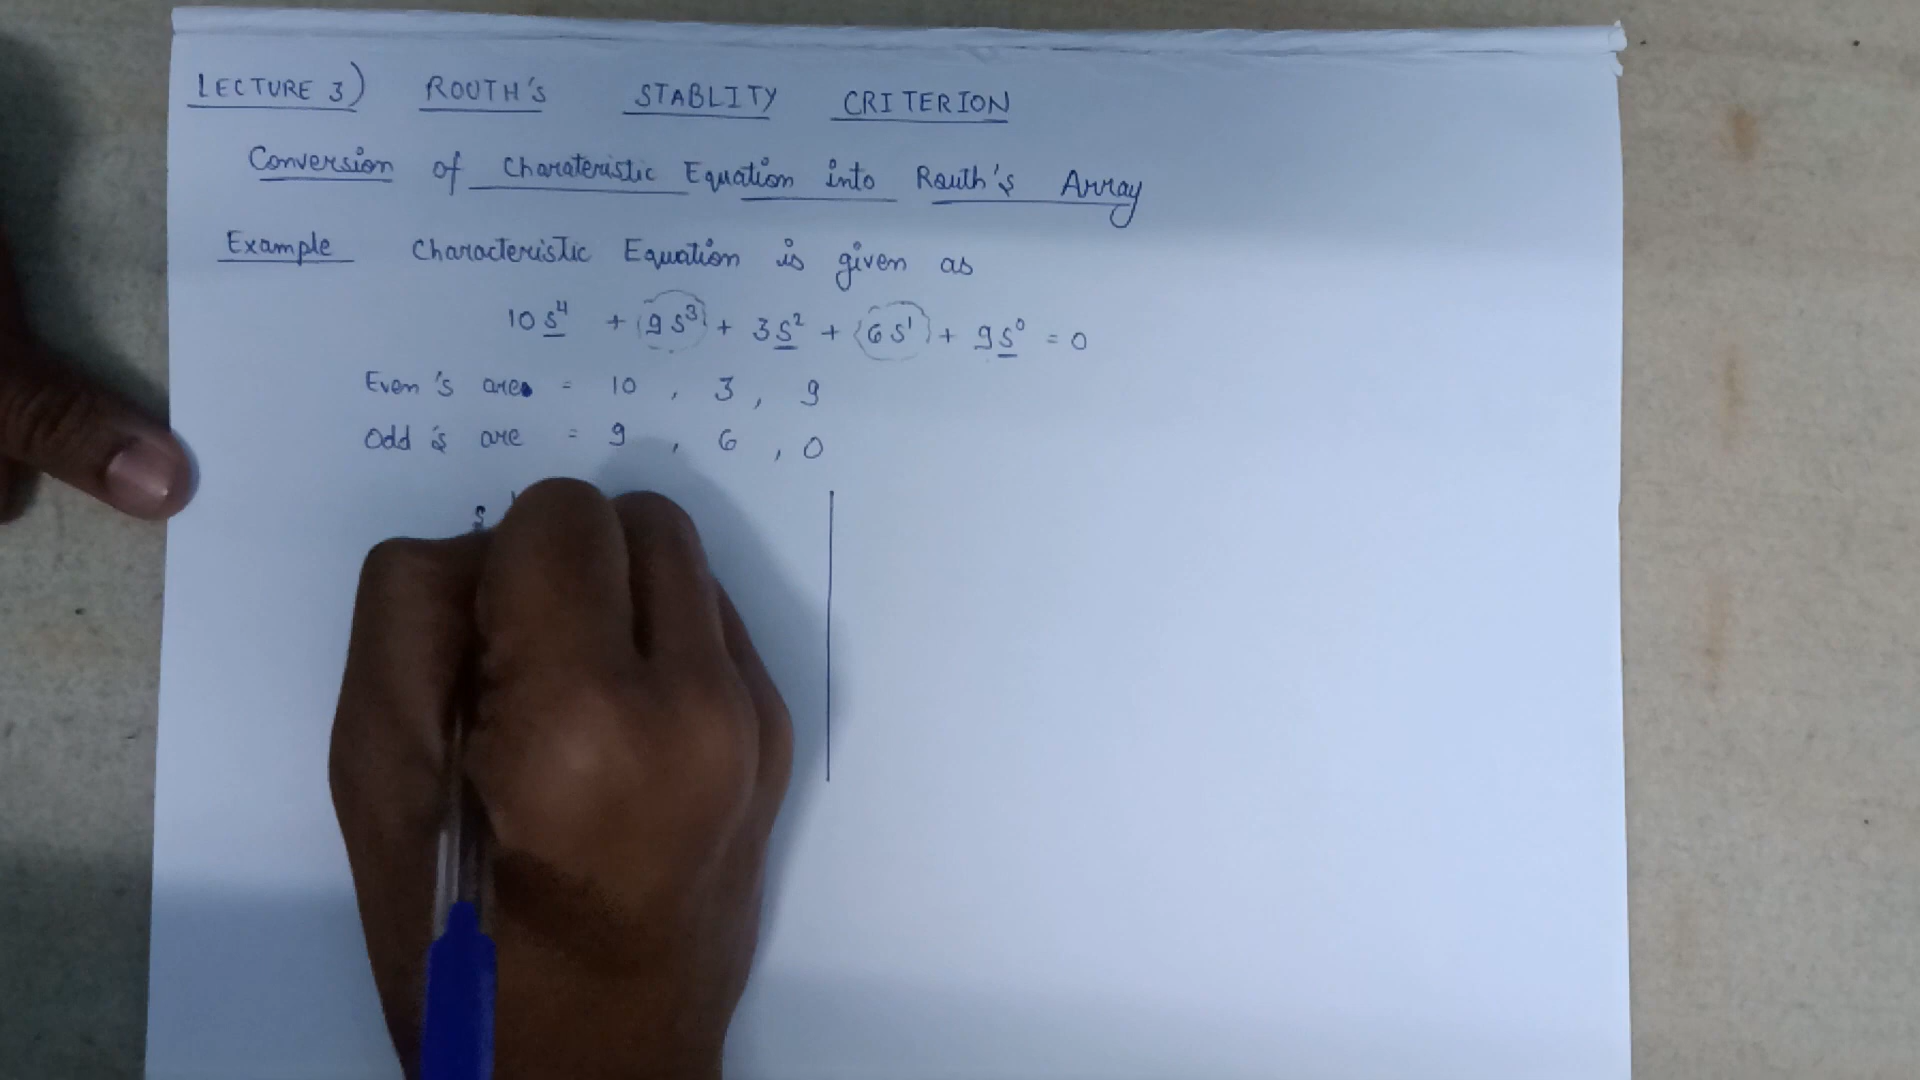 LECTURE 3) ROUTH's STABLITY CRITERION
Conversion of Charateristic Equation into Routh's Array
Example Characteristic Equation is given as
10 s⁴ + 9 s³ + 3 s² + 6 s¹ + 9 s⁰ = 0
Even's are = 10 , 3 , 9
Odd's are = 9 , 6 , 0
s